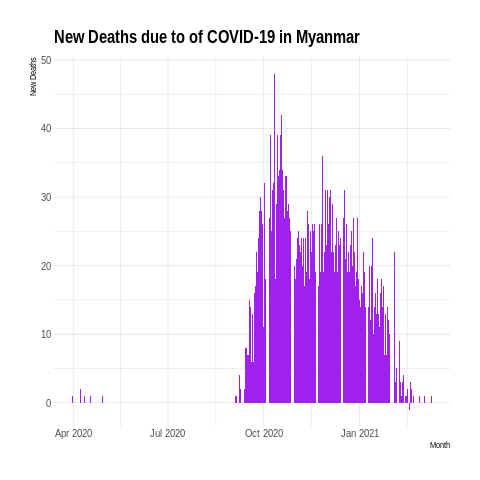 New Deaths due to of COVID-19 in Myanmar
New Deaths
50
40
30
20
10
0
Apr 2020
Jul 2020
Oct 2020
Jan 2021
Month